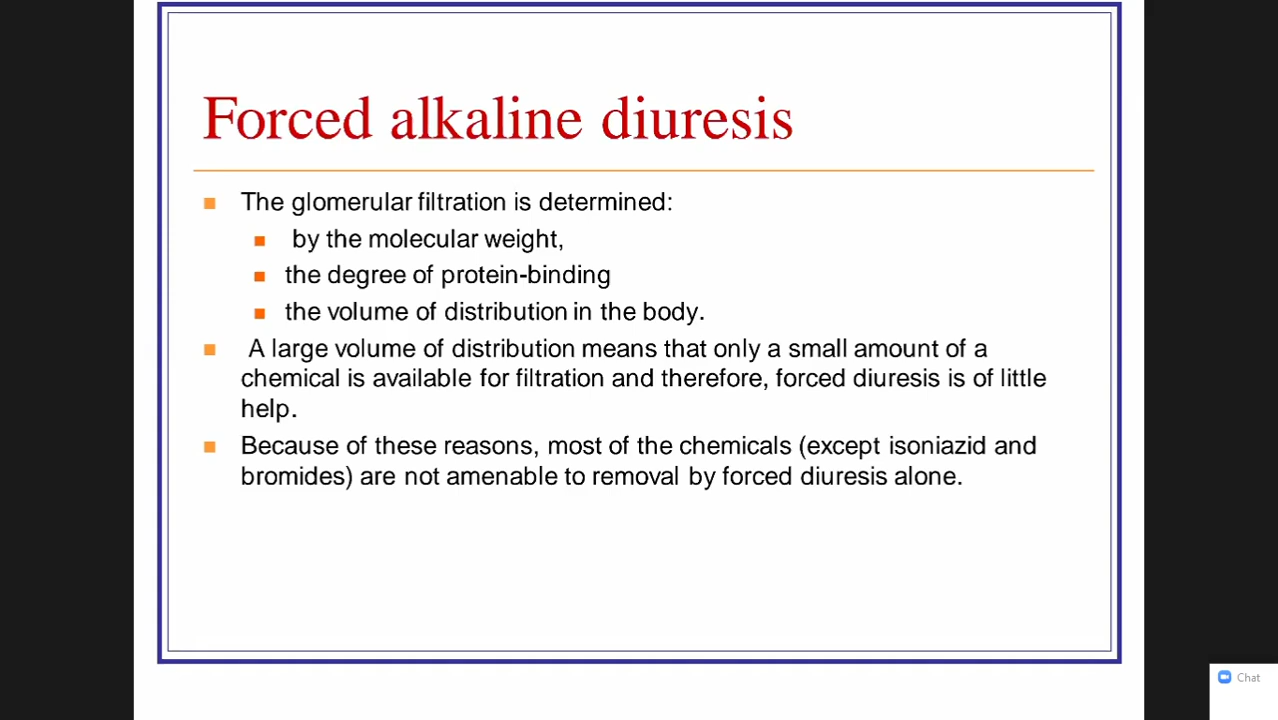 Forced alkaline diuresis
The glomerular filtration is determined:
by the molecular weight,
the degree of protein-binding
the volume of distribution in the body.
A large volume of distribution means that only a small amount of a
chemical is available for filtration and therefore, forced diuresis is of little
help.
Because of these reasons, most of the chemicals (except isoniazid and
bromides) are not amenable to removal by forced diuresis alone.
Chat